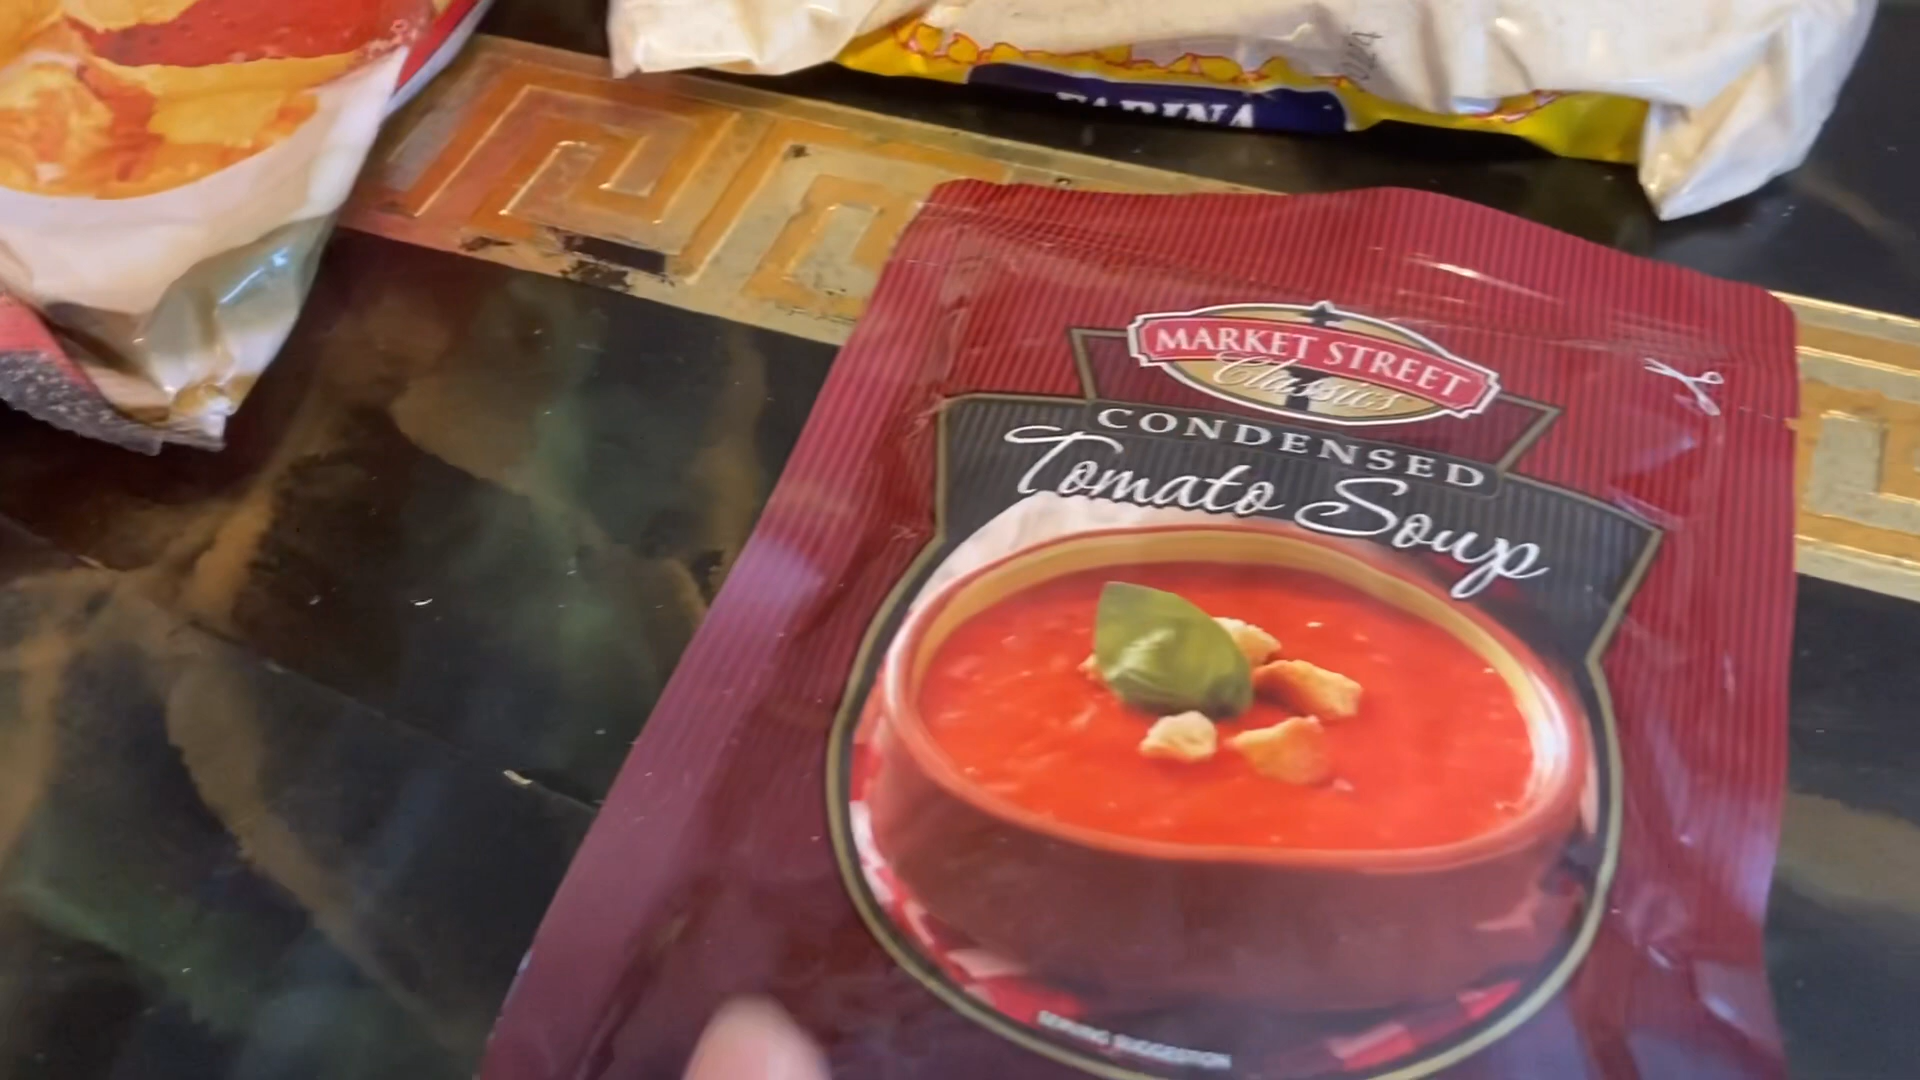 FARINA
MARKET STREET
Classics
CONDENSED
Tomato Soup
SERVING SUGGESTION